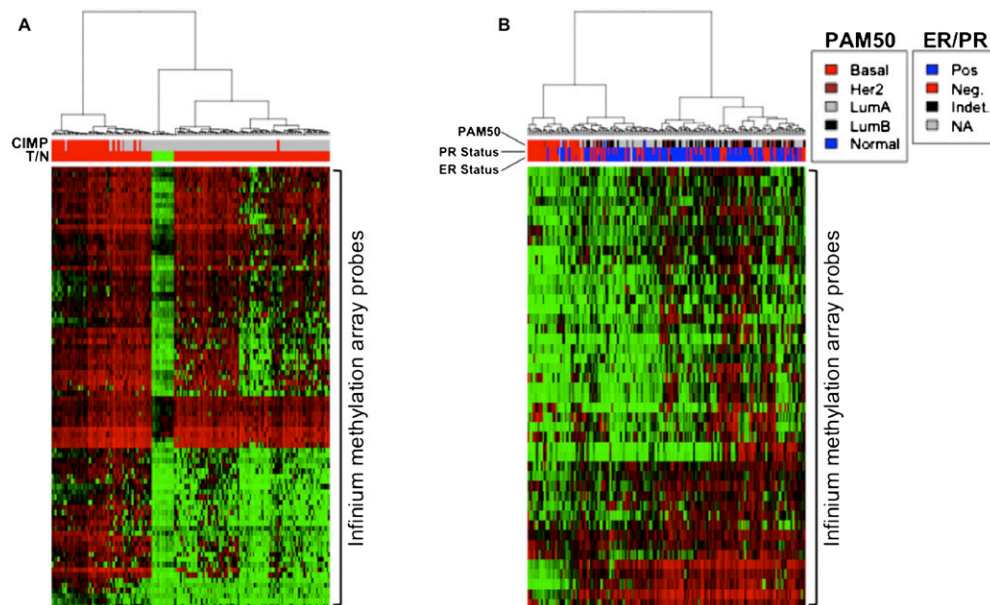 A
CIMP
T/N
Infinium methylation array probes
B
PAM50
PR Status
ER Status
Infinium methylation array probes
PAM50
Basal
Her2
LumA
LumB
Normal
ER/PR
Pos
Neg.
Indet.
NA